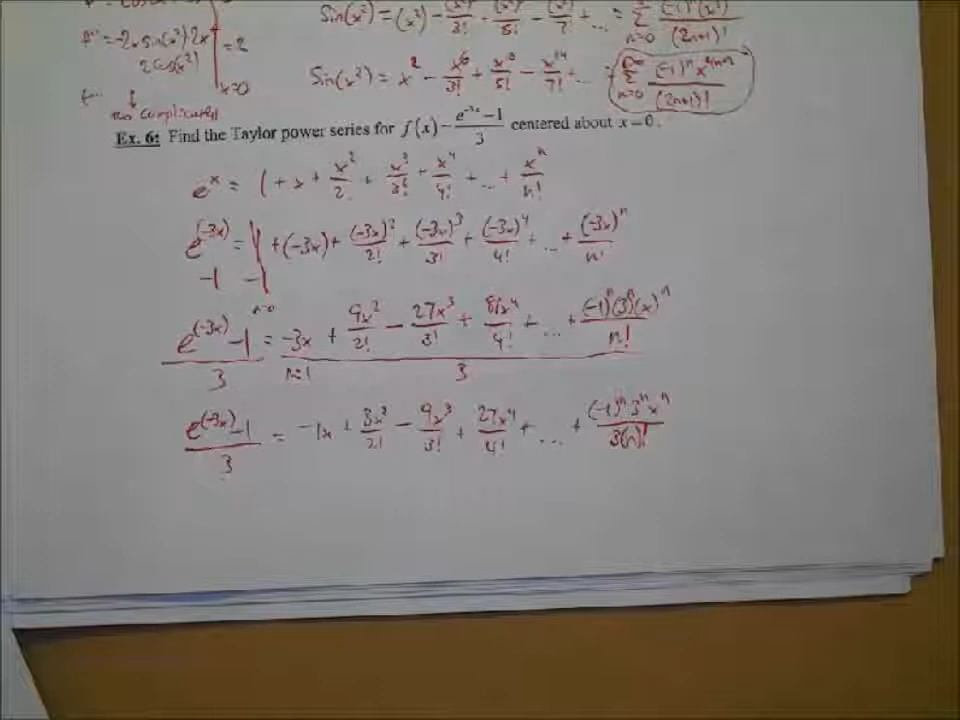 Sin(x²) = (x²) - (x²)³/3! + (x²)⁵/5! - (x²)⁷/7! + ... = Σ n=0 (-1)ⁿ(x²)/(2n+1)!
f'' = -2x sin(x²)·2x = 2
2cos(x²)
x=0
Sin(x²) = x² - x⁶/3! + x¹⁰/5! - x¹⁴/7! + ... Σ n=0 ∞ (-1)ⁿ x⁴ⁿ⁺²/(2n+1)!
too complicated
Ex. 6: Find the Taylor power series for f(x) = (e⁻³ˣ - 1)/3 centered about x = 0.
eˣ = 1 + x + x²/2 + x³/3! + x⁴/4! + ... + xⁿ/n!
e^(-3x) = 1 + (-3x) + (-3x)²/2! + (-3x)³/3! + (-3x)⁴/4! + ... + (-3x)ⁿ/n!
-1 -1
n=0
(e^(-3x) - 1)/3 = (-3x + 9x²/2! - 27x³/3! + 81x⁴/4! + ... + (-1)ⁿ(3)ⁿ(x)ⁿ/n!)/3
n=1
(e^(-3x) - 1)/3 = -1x + 3x²/2! - 9x³/3! + 27x⁴/4! + ... + (-1)ⁿ3ⁿxⁿ/3(n)!